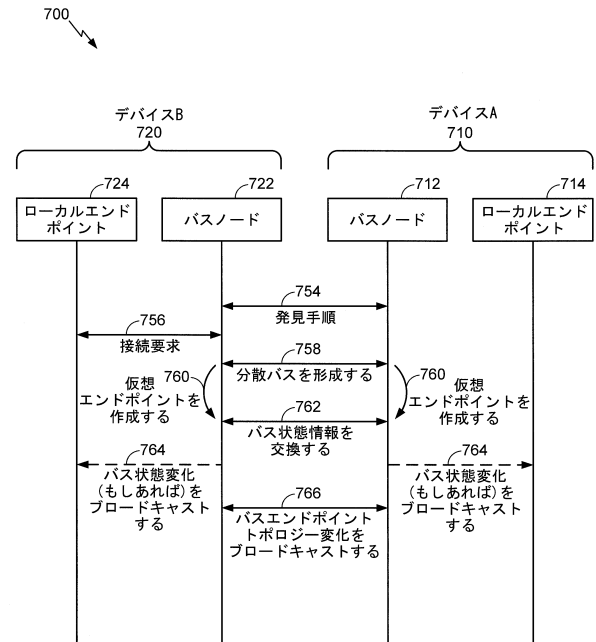 700
デバイスB
720
デバイスA
710
724
722
712
714
ローカルエンド
ポイント
バスノード
バスノード
ローカルエンド
ポイント
754
発見手順
756
接続要求
758
分散バスを形成する
760
仮想
エンドポイントを
作成する
760
仮想
エンドポイントを
作成する
762
バス状態情報を
交換する
764
バス状態変化
(もしあれば)を
ブロードキャスト
する
764
バス状態変化
(もしあれば)を
ブロードキャスト
する
766
バスエンドポイント
トポロジー変化を
ブロードキャストする